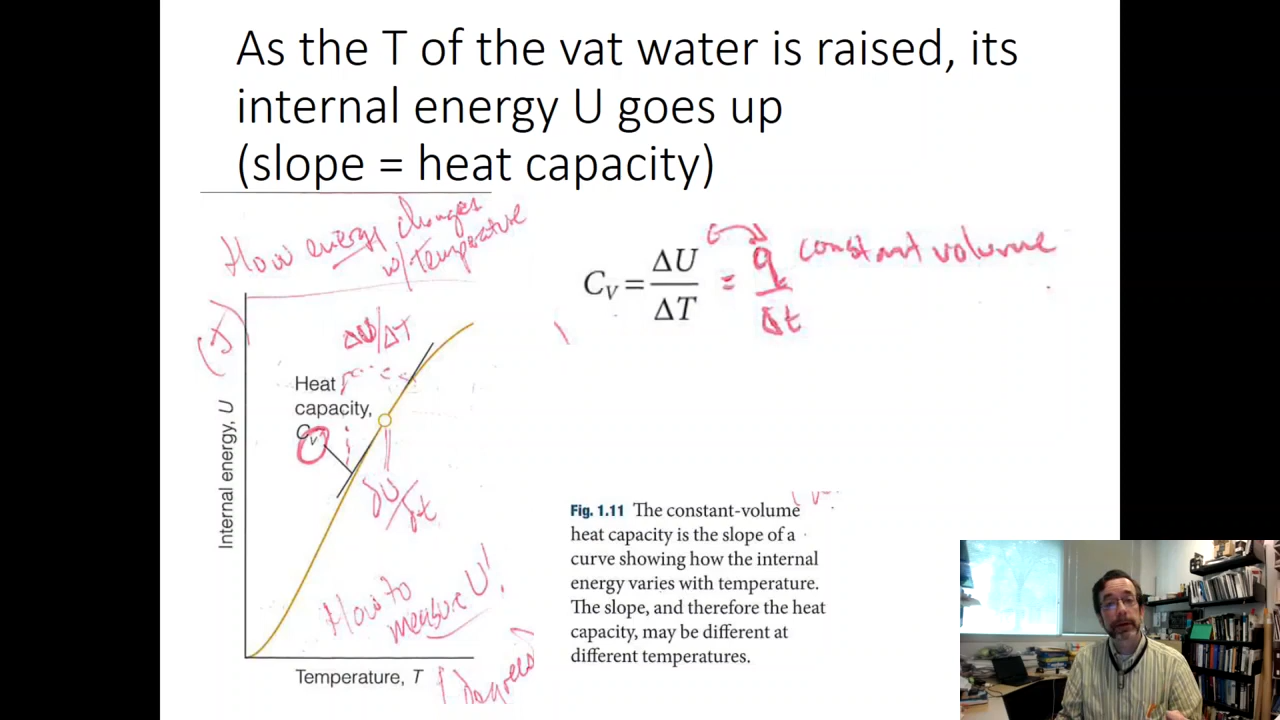 As the T of the vat water is raised, its
internal energy U goes up
(slope = heat capacity)
How energy changes
w/ Temperature
(J)
ΔU/ΔT
Heat
capacity,
C_V
∂U/∂t
How to
measure U!
Internal energy, U
Temperature, T
(Degrees
C_V = ΔU/ΔT = q/Δt constant volume
Fig. 1.11 The constant-volume
heat capacity is the slope of a
curve showing how the internal
energy varies with temperature.
The slope, and therefore the heat
capacity, may be different at
different temperatures.